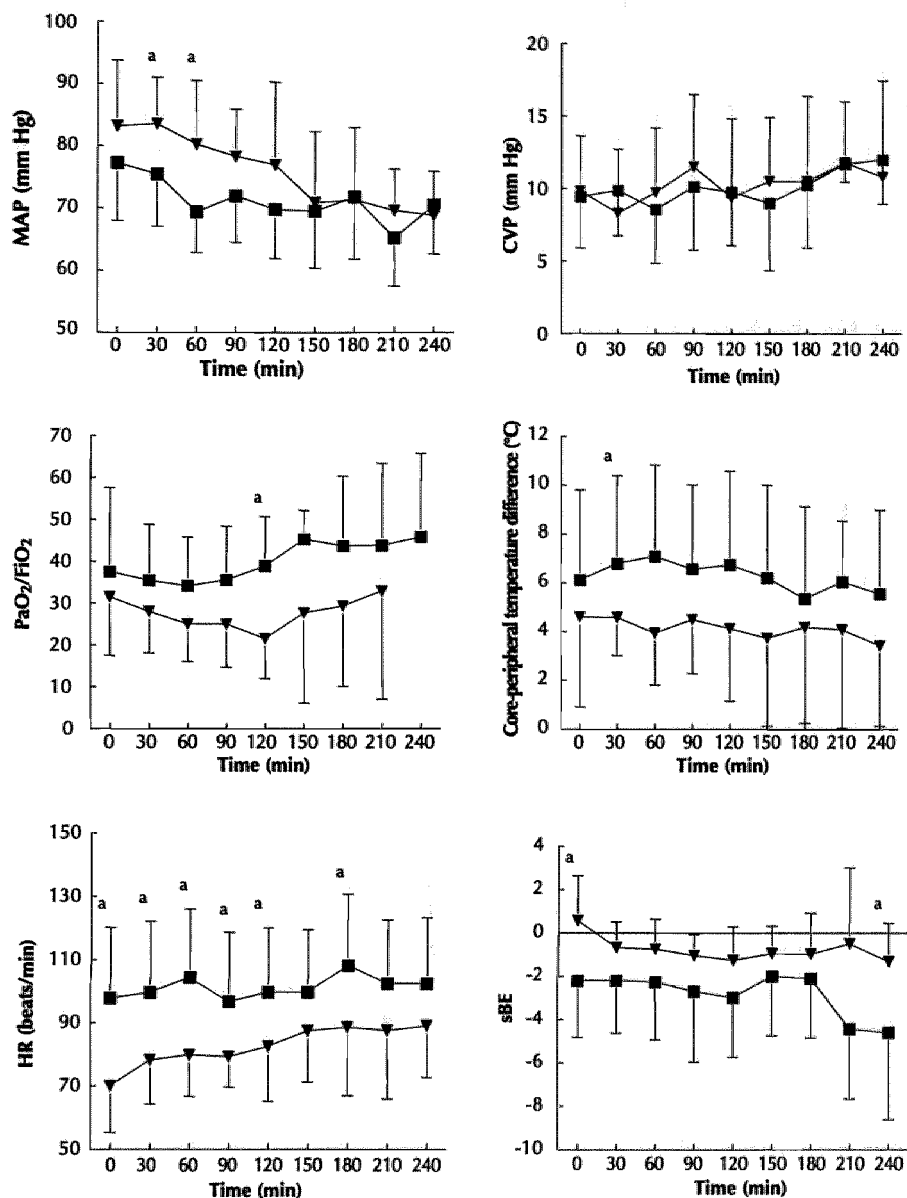 100
90
80
70
60
50
MAP (mm Hg)
a a
0 30 60 90 120 150 180 210 240
Time (min)
20
15
10
5
0
CVP (mm Hg)
0 30 60 90 120 150 180 210 240
Time (min)
70
60
50
40
30
20
10
0
PaO₂/FiO₂
a
0 30 60 90 120 150 180 210 240
Time (min)
12
10
8
6
4
2
0
Core-peripheral temperature difference (°C)
a
0 30 60 90 120 150 180 210 240
Time (min)
150
130
110
90
70
50
HR (beats/min)
a a a a a a
0 30 60 90 120 150 180 210 240
Time (min)
4
2
0
-2
-4
-6
-8
-10
sBE
a a
0 30 60 90 120 150 180 210 240
Time (min)